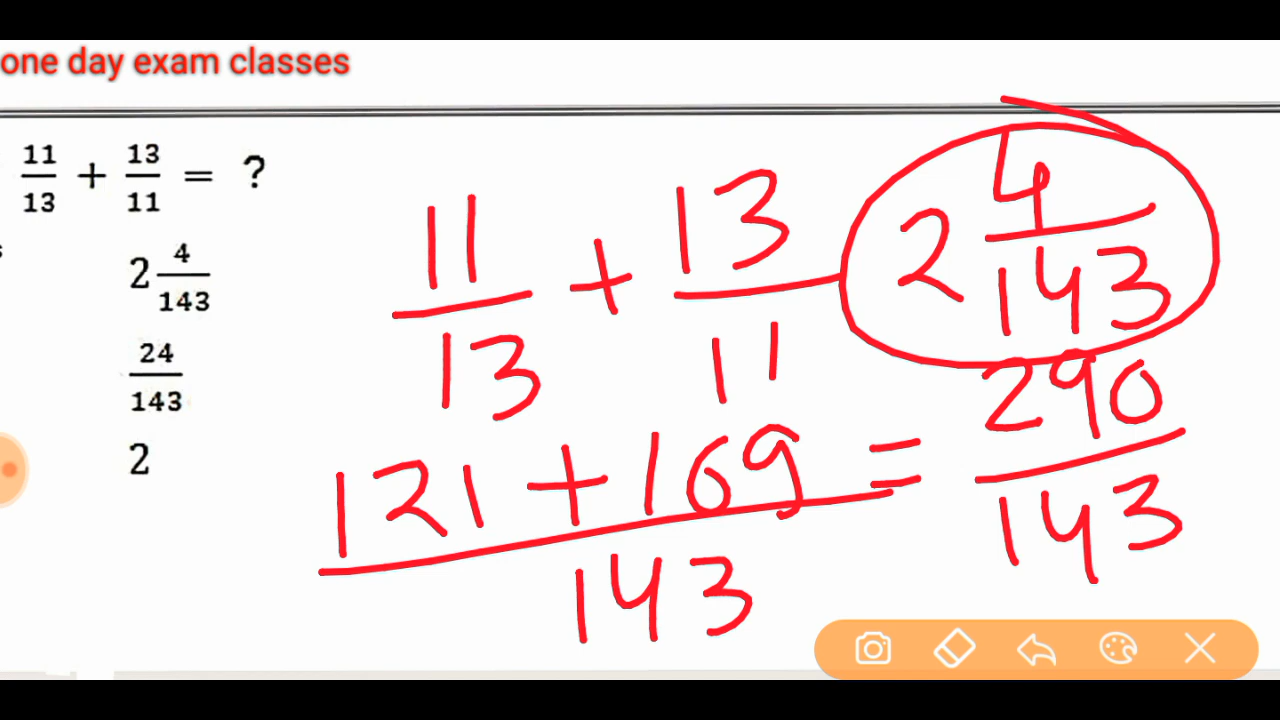 one day exam classes
11/13 + 13/11 = ?
2 4/143
24/143
2
11/13 + 13/11
2 4/143
121 + 169/143 = 290/143